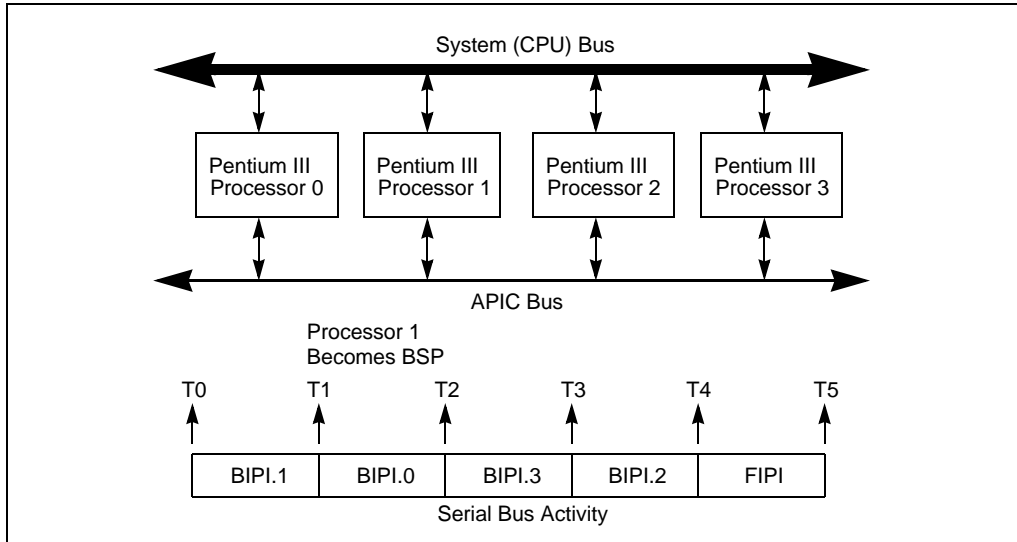 System (CPU) Bus
Pentium III
Processor 0
Pentium III
Processor 1
Pentium III
Processor 2
Pentium III
Processor 3
APIC Bus
Processor 1
Becomes BSP
T0 T1 T2 T3 T4 T5
BIPI.1 BIPI.0 BIPI.3 BIPI.2 FIPI
Serial Bus Activity